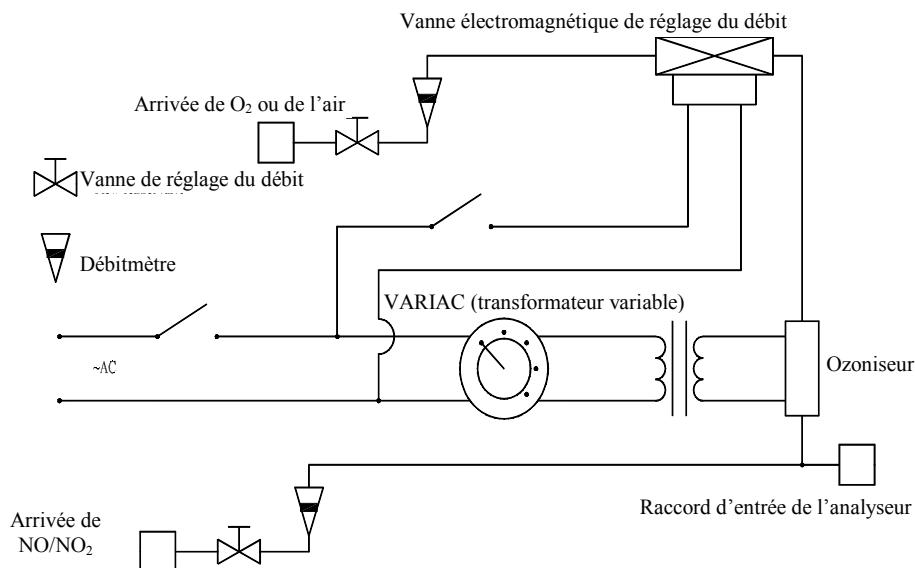 Vanne électromagnétique de réglage du débit
Arrivée de O₂ ou de l'air
Vanne de réglage du débit
Débitmètre
VARIAC (transformateur variable)
~AC
Ozoniseur
Raccord d'entrée de l'analyseur
Arrivée de
NO/NO₂